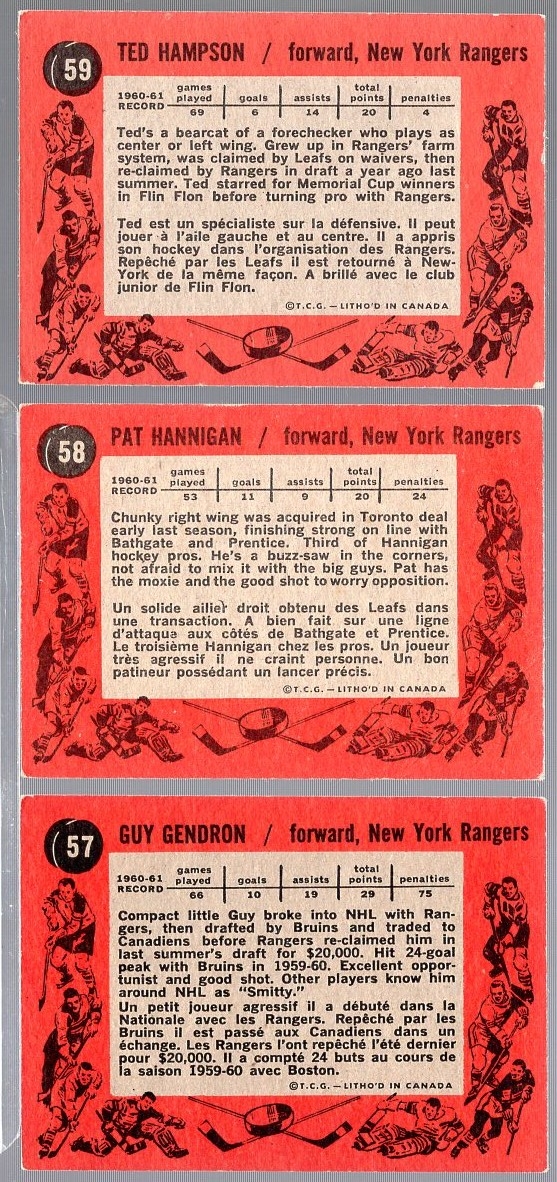 59
TED HAMPSON / forward, New York Rangers
1960-61 RECORD games played goals assists total points penalties
69 6 14 20 4
Ted's a bearcat of a forechecker who plays as
center or left wing. Grew up in Rangers' farm
system, was claimed by Leafs on waivers, then
re-claimed by Rangers in draft a year ago last
summer. Ted starred for Memorial Cup winners
in Flin Flon before turning pro with Rangers.
Ted est un spécialiste sur la défensive. Il peut
jouer à l'aile gauche et au centre. Il a appris
son hockey dans l'organisation des Rangers.
Repêché par les Leafs il est retourné à New-
York de la même façon. A brillé avec le club
junior de Flin Flon.
©T.C.G. — LITHO'D IN CANADA
58
PAT HANNIGAN / forward, New York Rangers
1960-61 RECORD games played goals assists total points penalties
53 11 9 20 24
Chunky right wing was acquired in Toronto deal
early last season, finishing strong on line with
Bathgate and Prentice. Third of Hannigan
hockey pros. He's a buzz-saw in the corners,
not afraid to mix it with the big guys. Pat has
the moxie and the good shot to worry opposition.
Un solide ailier droit obtenu des Leafs dans
une transaction. A bien fait sur une ligne
d'attaqua aux côtés de Bathgate et Prentice.
Le troisième Hannigan chez les pros. Un joueur
très agressif il ne craint personne. Un bon
patineur possédant un lancer précis.
©T.C.G. — LITHO'D IN CANADA
57
GUY GENDRON / forward, New York Rangers
1960-61 RECORD games played goals assists total points penalties
66 10 19 29 75
Compact little Guy broke into NHL with Ran-
gers, then drafted by Bruins and traded to
Canadiens before Rangers re-claimed him in
last summer's draft for $20,000. Hit 24-goal
peak with Bruins in 1959-60. Excellent oppor-
tunist and good shot. Other players know him
around NHL as "Smitty."
Un petit joueur agressif il a débuté dans la
Nationale avec les Rangers. Repêché par les
Bruins il est passé aux Canadiens dans un
échange. Les Rangers l'ont repêché l'été dernier
pour $20,000. Il a compté 24 buts au cours de
la saison 1959-60 avec Boston.
©T.C.G. — LITHO'D IN CANADA